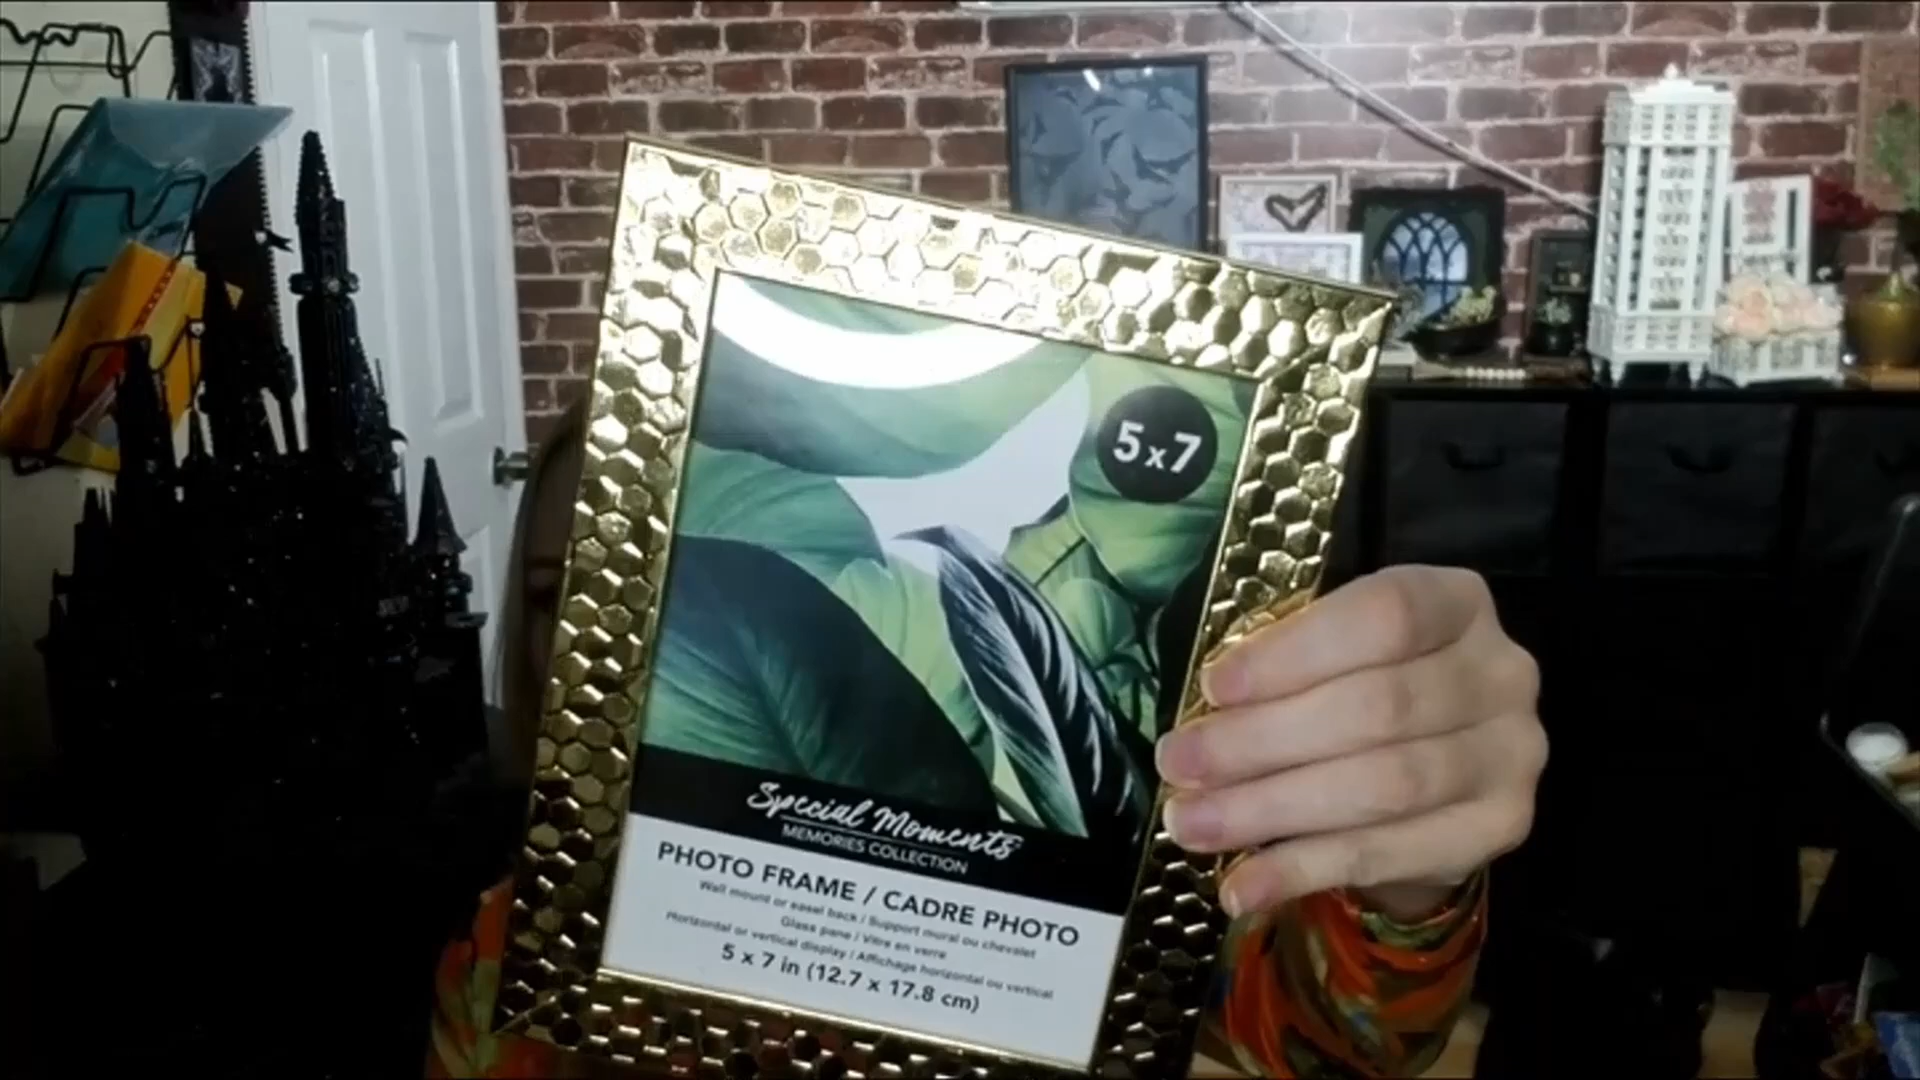 5x7
Special Moments
MEMORIES COLLECTION
PHOTO FRAME / CADRE PHOTO
Wall mount or easel back / Support mural ou chevalet
Glass pane / Vitre en verre
Horizontal or vertical display / Affichage horizontal ou vertical
5 x 7 in (12.7 x 17.8 cm)